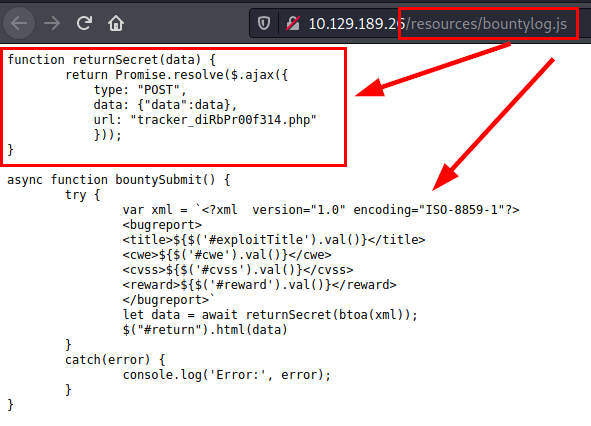 10.129.189.26/resources/bountylog.js
function returnSecret(data) {
        return Promise.resolve($.ajax({
            type: "POST",
            data: {"data":data},
            url: "tracker_diRbPr00f314.php"
            }));
}
async function bountySubmit() {
        try {
                var xml = `<?xml  version="1.0" encoding="ISO-8859-1"?>
                <bugreport>
                <title>${$('#exploitTitle').val()}</title>
                <cwe>${$('#cwe').val()}</cwe>
                <cvss>${$('#cvss').val()}</cvss>
                <reward>${$('#reward').val()}</reward>
                </bugreport>`
                let data = await returnSecret(btoa(xml));
                $("#return").html(data)
        }
        catch(error) {
                console.log('Error:', error);
        }
}